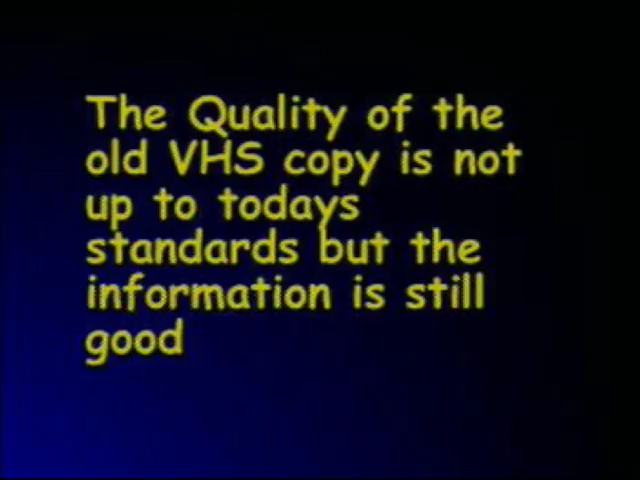 The Quality of the
old VHS copy is not
up to todays
standards but the
information is still
good